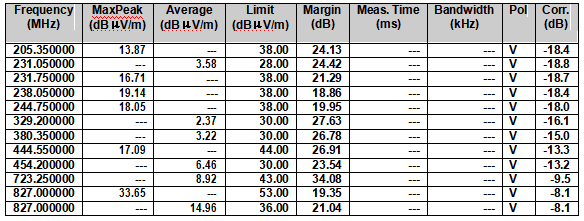 Frequency (MHz) MaxPeak (dBµV/m) Average (dBµV/m) Limit (dBµV/m) Margin (dB) Meas. Time (ms) Bandwidth (kHz) Pol Corr. (dB)
205.350000 13.87 --- 38.00 24.13 --- --- V -18.4
231.050000 --- 3.58 28.00 24.42 --- --- V -18.8
231.750000 16.71 --- 38.00 21.29 --- --- V -18.7
238.050000 19.14 --- 38.00 18.86 --- --- V -18.4
244.750000 18.05 --- 38.00 19.95 --- --- V -18.0
329.200000 --- 2.37 30.00 27.63 --- --- V -16.1
380.350000 --- 3.22 30.00 26.78 --- --- V -15.0
444.550000 17.09 --- 44.00 26.91 --- --- V -13.3
454.200000 --- 6.46 30.00 23.54 --- --- V -13.2
723.250000 --- 8.92 43.00 34.08 --- --- V -9.5
827.000000 33.65 --- 53.00 19.35 --- --- V -8.1
827.000000 --- 14.96 36.00 21.04 --- --- V -8.1